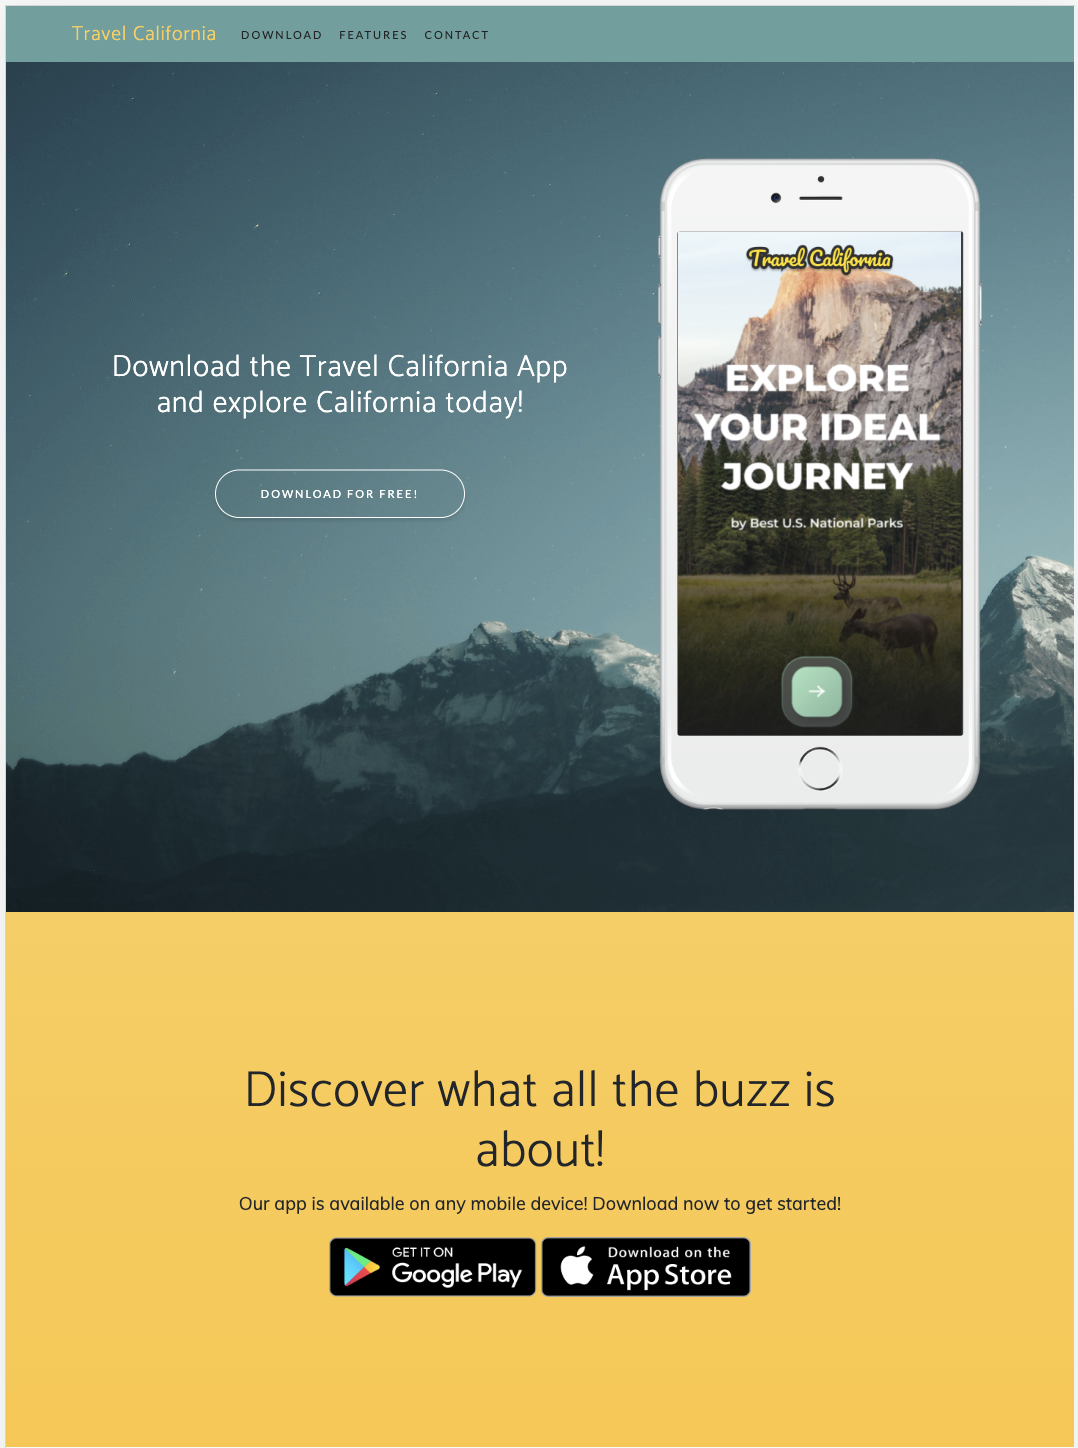 Travel California DOWNLOAD FEATURES CONTACT
Download the Travel California App
and explore California today!
DOWNLOAD FOR FREE!
Travel California
EXPLORE
YOUR IDEAL
JOURNEY
by Best U.S. National Parks
Discover what all the buzz is
about!
Our app is available on any mobile device! Download now to get started!
GET IT ON
Google Play
Download on the
App Store